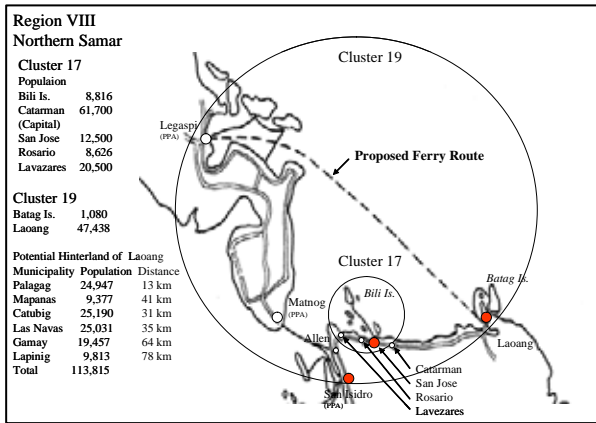 Region VIII
Northern Samar
Cluster 17
Populaion
Bili Is. 8,816
Catarman 61,700
(Capital)
San Jose 12,500
Rosario 8,626
Lavazares 20,500
Cluster 19
Batag Is. 1,080
Laoang 47,438
Potential Hinterland of Laoang
Municipality Population Distance
Palagag 24,947 13 km
Mapanas 9,377 41 km
Catubig 25,190 31 km
Las Navas 25,031 35 km
Gamay 19,457 64 km
Lapinig 9,813 78 km
Total 113,815
Cluster 19
Legaspi
(PPA)
Proposed Ferry Route
Cluster 17
Bili Is.
Batag Is.
Matnog
(PPA)
Allen
Laoang
Catarman
San Jose
San Isidro
(PPA)
Rosario
Lavezares